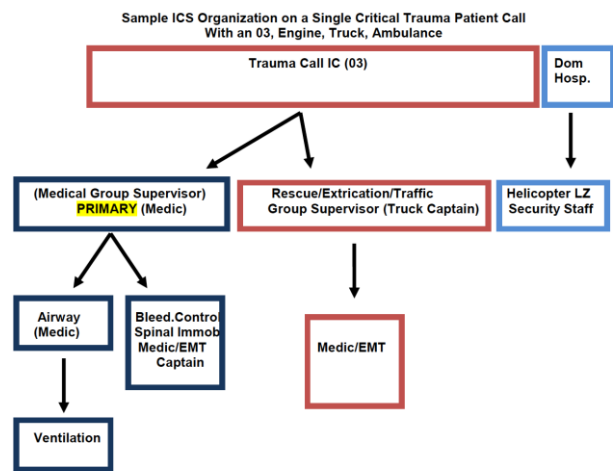 Sample ICS Organization on a Single Critical Trauma Patient Call
With an 03, Engine, Truck, Ambulance
Trauma Call IC (03)
Dom
Hosp.
(Medical Group Supervisor)
PRIMARY (Medic)
Rescue/Extrication/Traffic
Group Supervisor (Truck Captain)
Helicopter LZ
Security Staff
Airway
(Medic)
Bleed.Control
Spinal Immob
Medic/EMT
Captain
Medic/EMT
Ventilation